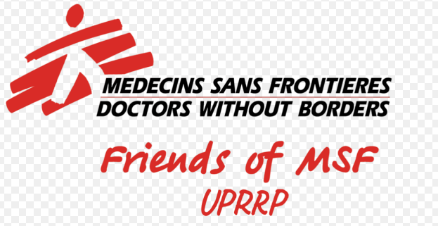 MEDECINS SANS FRONTIERES
DOCTORS WITHOUT BORDERS
Friends of MSF
UPRRP